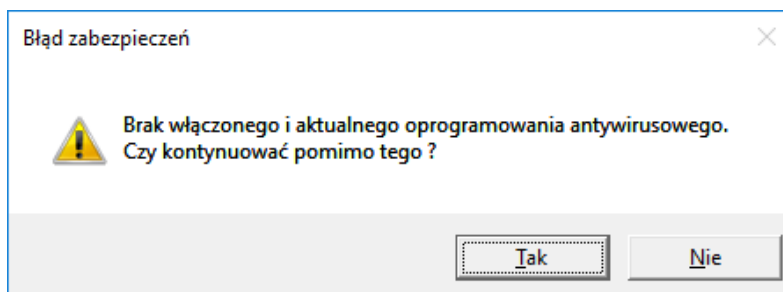 Błąd zabezpieczeń
Brak włączonego i aktualnego oprogramowania antywirusowego.
Czy kontynuować pomimo tego ?
Tak
Nie